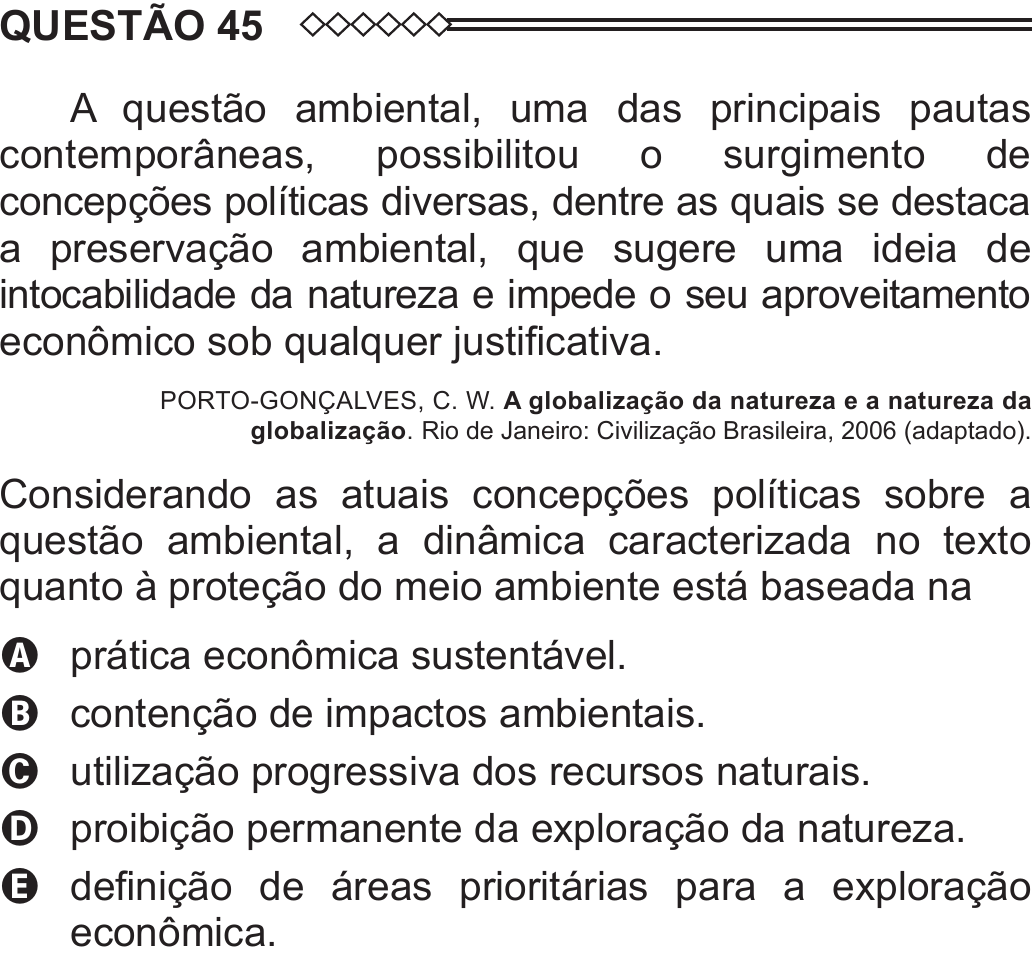 QUESTÃO 45
A questão ambiental, uma das principais pautas
contemporâneas, possibilitou o surgimento de
concepções políticas diversas, dentre as quais se destaca
a preservação ambiental, que sugere uma ideia de
intocabilidade da natureza e impede o seu aproveitamento
econômico sob qualquer justificativa.
PORTO-GONÇALVES, C. W. A globalização da natureza e a natureza da
globalização. Rio de Janeiro: Civilização Brasileira, 2006 (adaptado).
Considerando as atuais concepções políticas sobre a
questão ambiental, a dinâmica caracterizada no texto
quanto à proteção do meio ambiente está baseada na
A prática econômica sustentável.
B contenção de impactos ambientais.
C utilização progressiva dos recursos naturais.
D proibição permanente da exploração da natureza.
E definição de áreas prioritárias para a exploração
econômica.